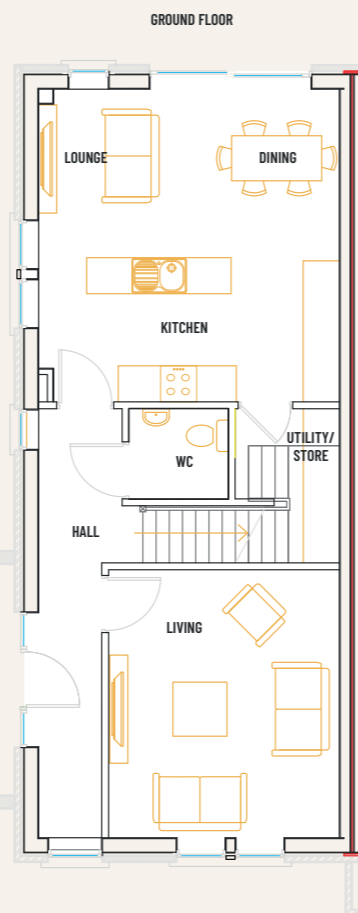 GROUND FLOOR
LOUNGE
DINING
KITCHEN
UTILITY/
STORE
WC
HALL
LIVING